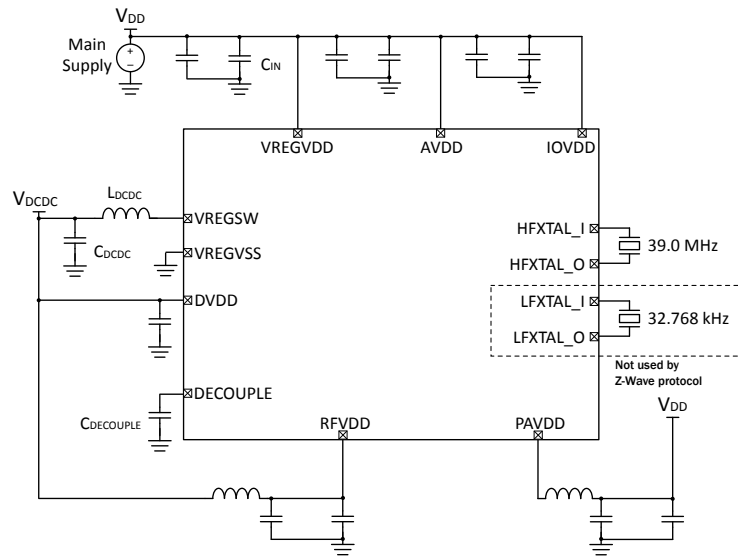 VDD
Main
Supply
+
−
CIN
VREGVDD
AVDD
IOVDD
VDCDC
LDCDC
VREGSW
CDCDC
VREGVSS
DVDD
DECOUPLE
CDECOUPLE
HFXTAL_I
39.0 MHz
HFXTAL_O
LFXTAL_I
32.768 kHz
LFXTAL_O
Not used by
Z-Wave protocol
RFVDD
PAVDD
VDD